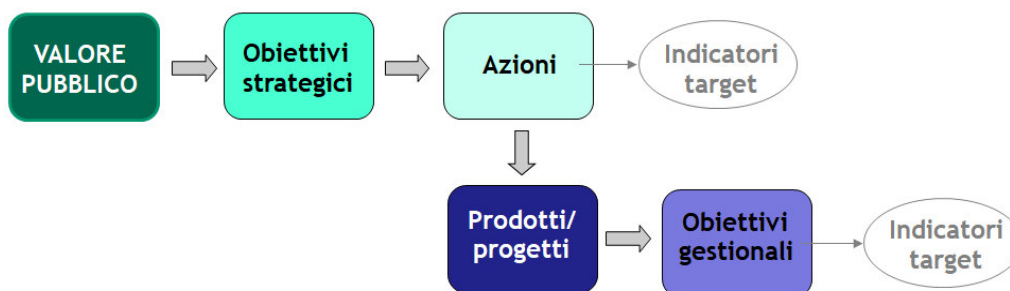 VALORE
PUBBLICO
Obiettivi
strategici
Azioni
Indicatori
target
Prodotti/
progetti
Obiettivi
gestionali
Indicatori
target